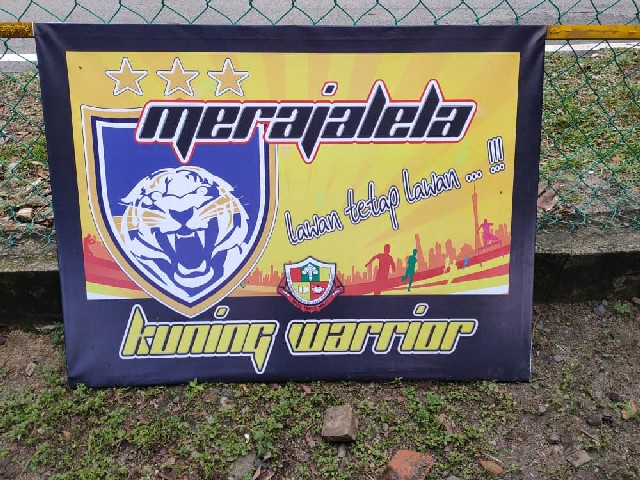 merajalela
lawan tetap lawan ... !!!
kuning warrior